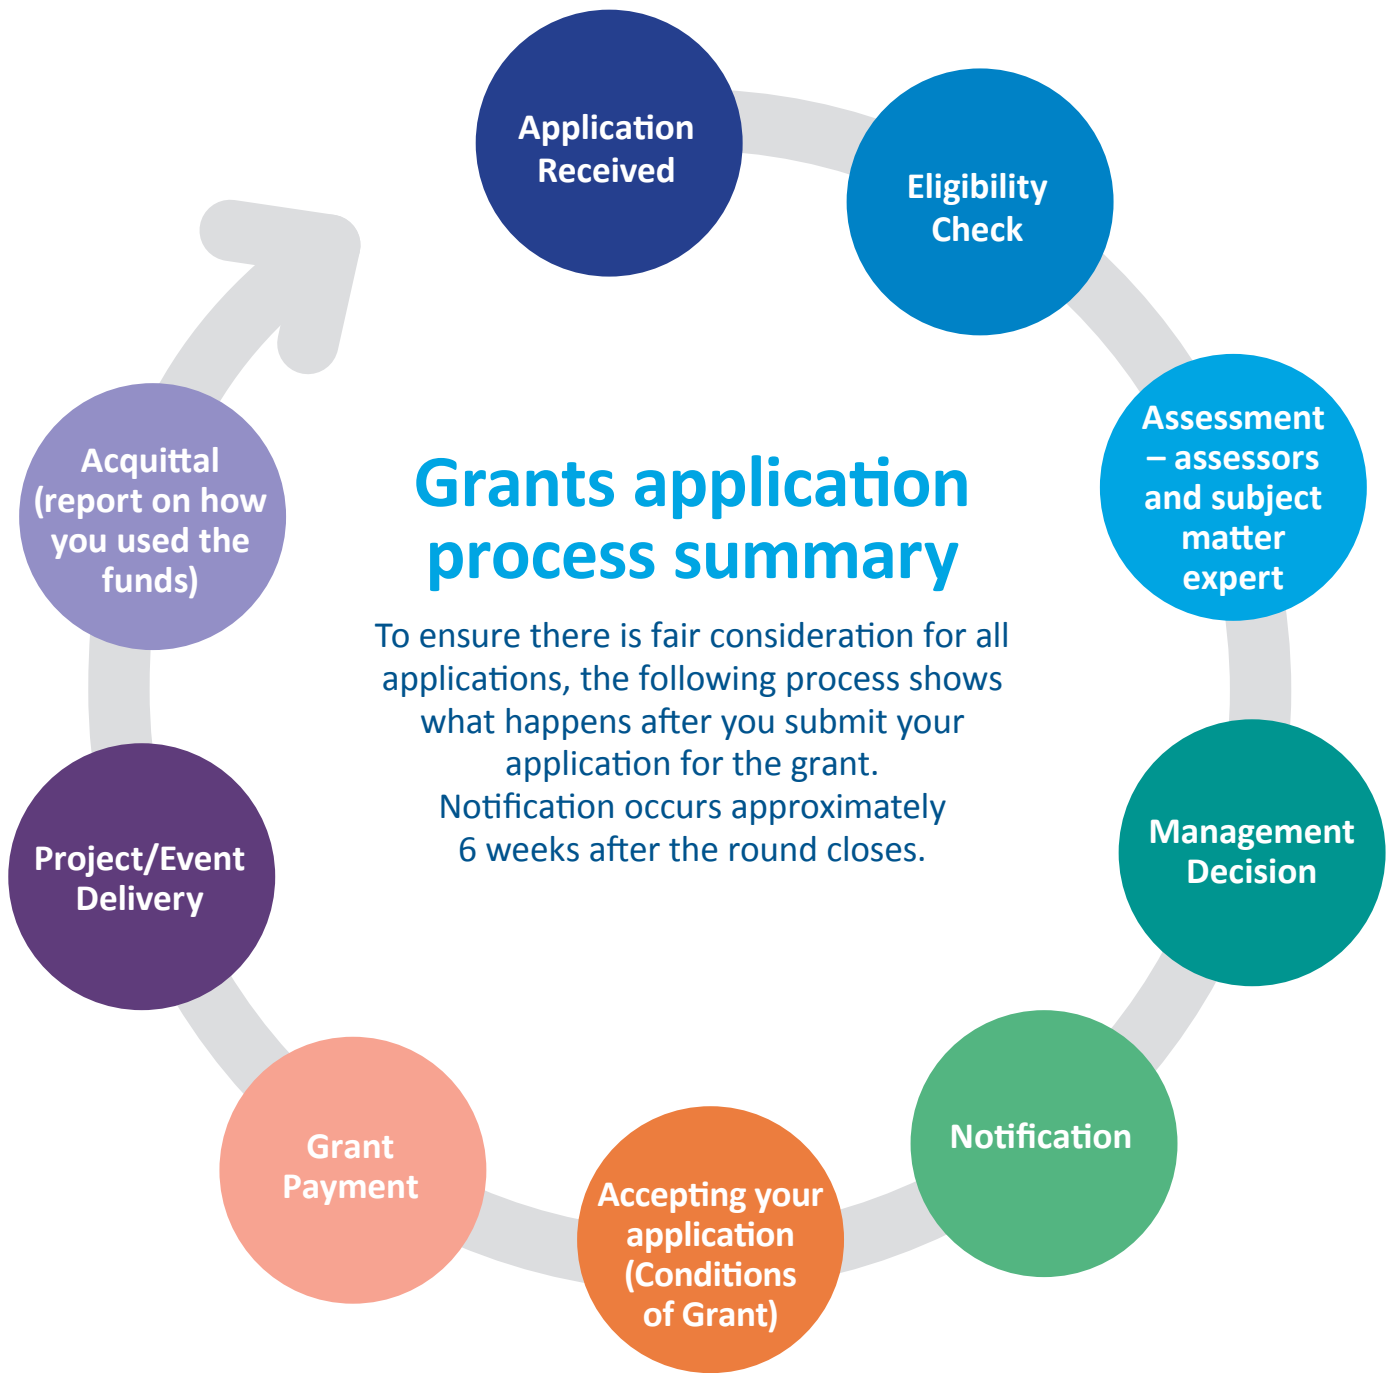 Application
Received
Eligibility
Check
Assessment
– assessors
and subject
matter
expert
Management
Decision
Notification
Accepting your
application
(Conditions
of Grant)
Grant
Payment
Project/Event
Delivery
Acquittal
(report on how
you used the
funds)
Grants application
process summary
To ensure there is fair consideration for all
applications, the following process shows
what happens after you submit your
application for the grant.
Notification occurs approximately
6 weeks after the round closes.